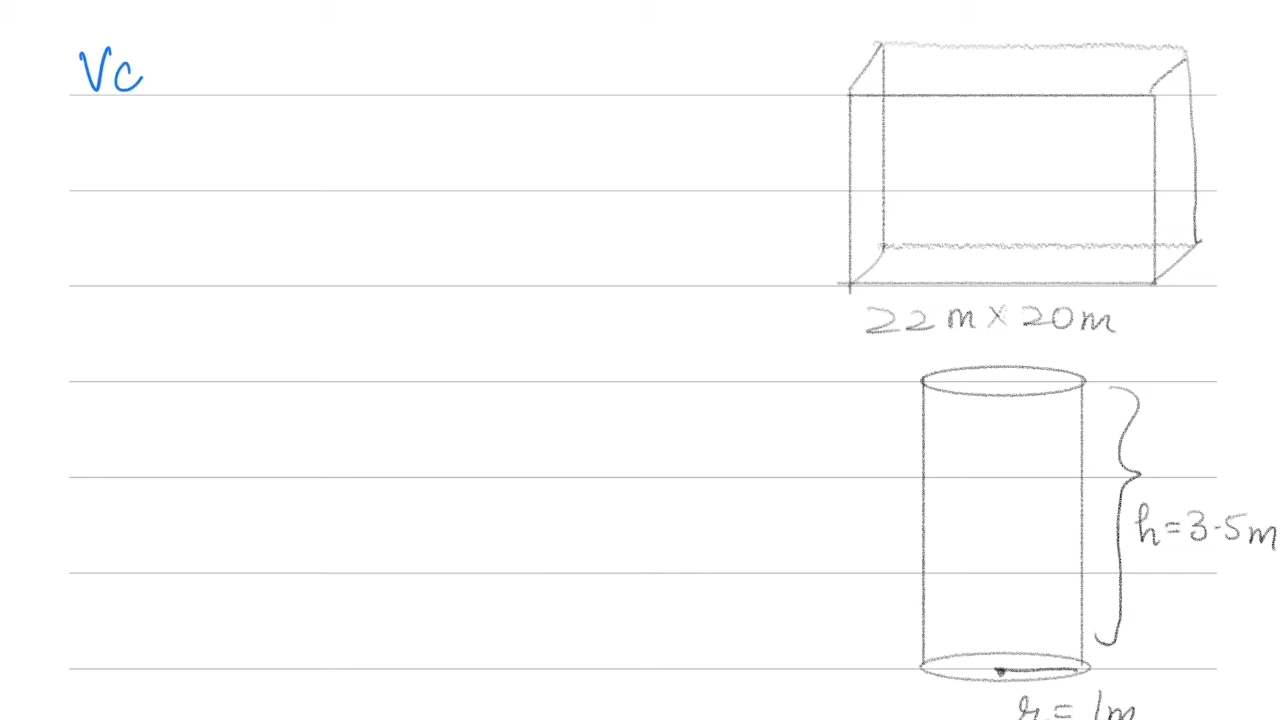 Vc
22 m × 20m
h = 3.5m
r = 1m